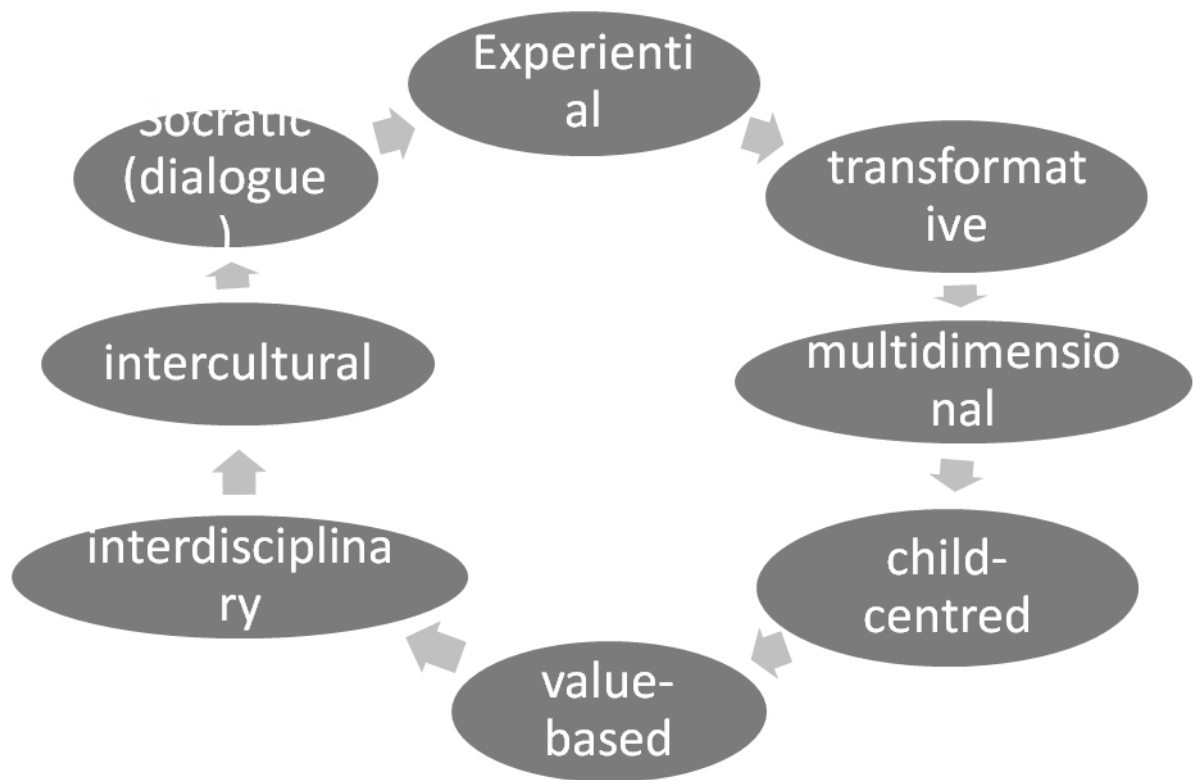 Experienti
al
transformat
ive
multidimensio
nal
child-
centred
value-
based
interdisciplina
ry
intercultural
Socratic
(dialogue
)